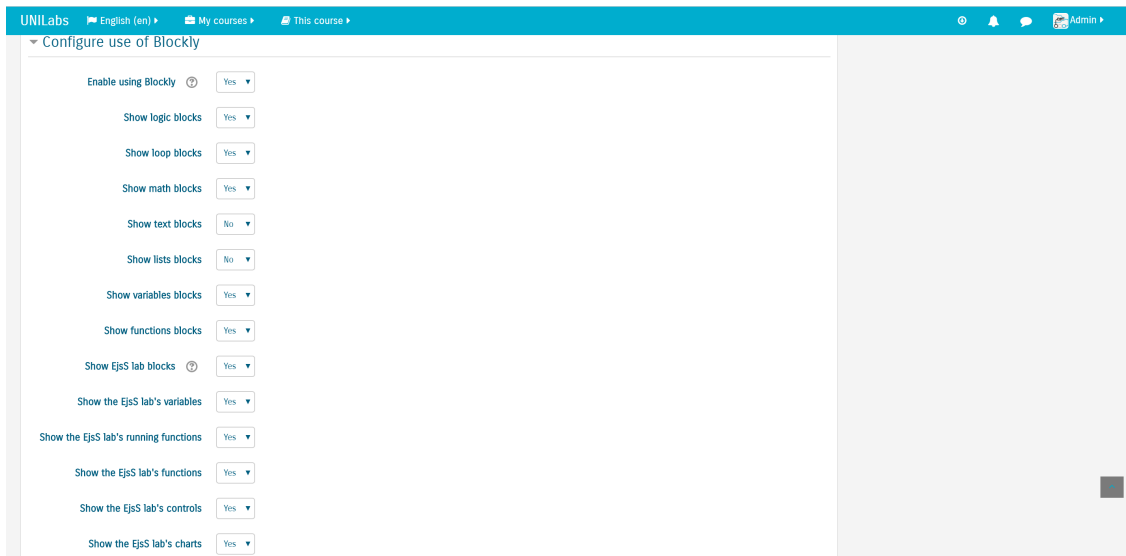 UNILabs English (en) My courses This course Admin
Configure use of Blockly
Enable using Blockly ? Yes
Show logic blocks Yes
Show loop blocks Yes
Show math blocks Yes
Show text blocks No
Show lists blocks No
Show variables blocks Yes
Show functions blocks Yes
Show EjsS lab blocks ? Yes
Show the EjsS lab's variables Yes
Show the EjsS lab's running functions Yes
Show the EjsS lab's functions Yes
Show the EjsS lab's controls Yes
Show the EjsS lab's charts Yes